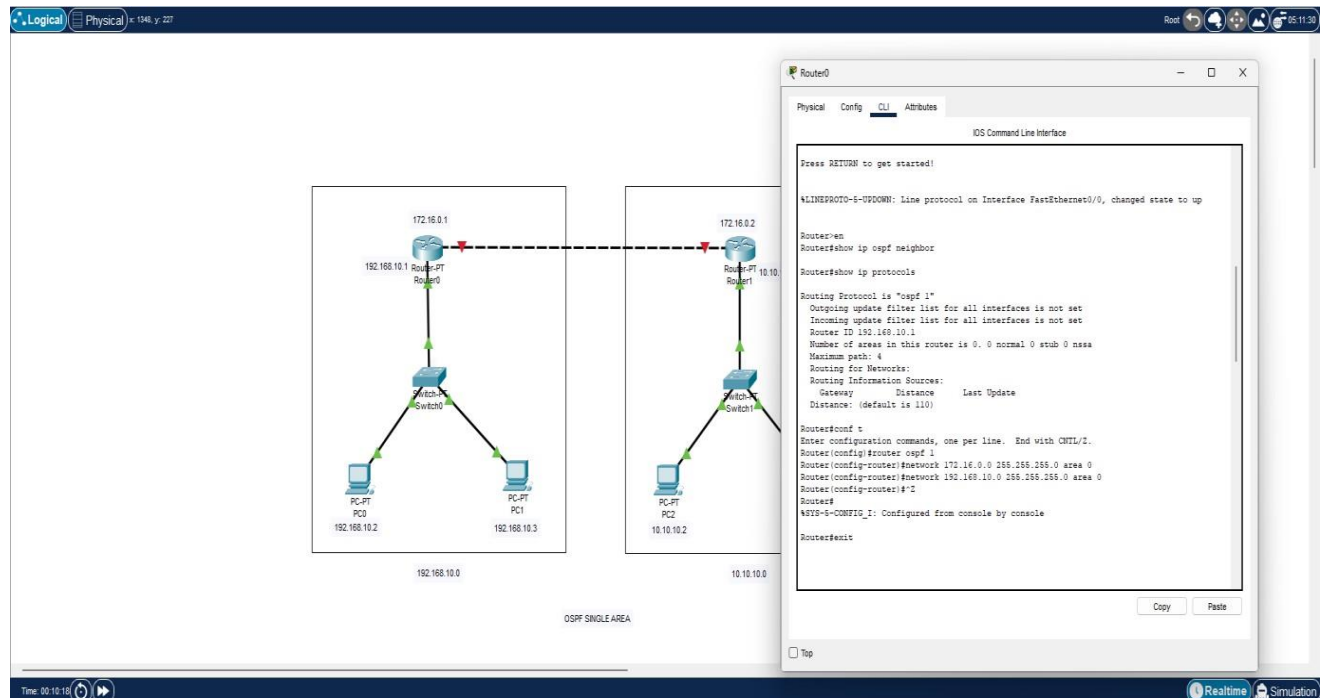 Logical Physical x: 1348, y: 227
Root 05:11:30
172.16.0.1
192.168.10.1 Router-PT
Router0
Switch-PT
Switch0
PC-PT
PC0
192.168.10.2
PC-PT
PC1
192.168.10.3
192.168.10.0
172.16.0.2
Router-PT 10.10.
Router1
Switch-PT
Switch1
PC-PT
PC2
10.10.10.2
10.10.10.0
OSPF SINGLE AREA
Router0
Physical Config CLI Attributes
IOS Command Line Interface
Press RETURN to get started!
%LINEPROTO-5-UPDOWN: Line protocol on Interface FastEthernet0/0, changed state to up
Router>en
Router#show ip ospf neighbor
Router#show ip protocols
Routing Protocol is "ospf 1"
Outgoing update filter list for all interfaces is not set
Incoming update filter list for all interfaces is not set
Router ID 192.168.10.1
Number of areas in this router is 0. 0 normal 0 stub 0 nssa
Maximum path: 4
Routing for Networks:
Routing Information Sources:
Gateway Distance Last Update
Distance: (default is 110)
Router#conf t
Enter configuration commands, one per line. End with CNTL/Z.
Router(config)#router ospf 1
Router(config-router)#network 172.16.0.0 255.255.255.0 area 0
Router(config-router)#network 192.168.10.0 255.255.255.0 area 0
Router(config-router)#^Z
Router#
%SYS-5-CONFIG_I: Configured from console by console
Router#exit
Copy Paste
Top
Time: 00:10:18
Realtime Simulation